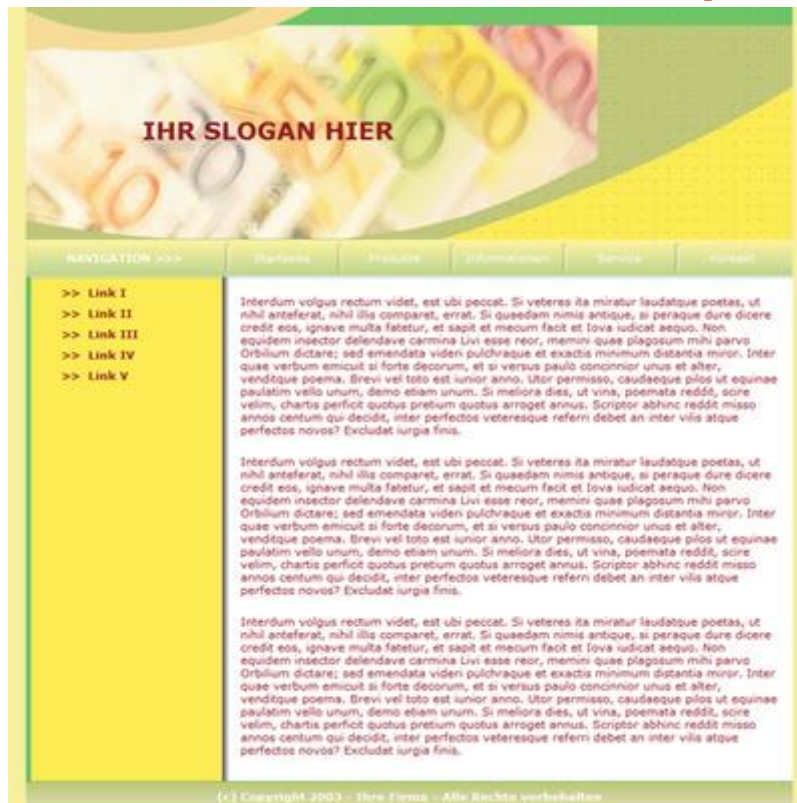 IHR SLOGAN HIER
10
20
50
100
200
500
NAVIGATION >>>
Startseite
Produkte
Informationen
Service
Kontakt
>> Link I
>> Link II
>> Link III
>> Link IV
>> Link V
Interdum volgus rectum videt, est ubi peccat. Si veteres ita miratur laudatque poetas, ut
nihil anteferat, nihil illis comparet, errat. Si quaedam nimis antique, si peraque dure dicere
credit eos, ignave multa fatetur, et sapit et mecum facit et Iova iudicat aequo. Non
equidem insector delendave carmina Livi esse reor, memini quae plagosum mihi parvo
Orbilium dictare; sed emendata videri pulchraque et exactis minimum distantia miror. Inter
quae verbum emicuit si forte decorum, et si versus paulo concinnior unus et alter,
venditque poema. Brevi vel toto est iunior anno. Utor permisso, caudaeque pilos ut equinae
paulatim vello unum, demo etiam unum. Si meliora dies, ut vina, poemata reddit, scire
velim, chartis perficit quotus pretium quotus arroget annus. Scriptor abhinc reddit misso
annos centum qui decidit, inter perfectos veteresque referri debet an inter vilis atque
perfectos novos? Excludat iurgia finis.
Interdum volgus rectum videt, est ubi peccat. Si veteres ita miratur laudatque poetas, ut
nihil anteferat, nihil illis comparet, errat. Si quaedam nimis antique, si peraque dure dicere
credit eos, ignave multa fatetur, et sapit et mecum facit et Iova iudicat aequo. Non
equidem insector delendave carmina Livi esse reor, memini quae plagosum mihi parvo
Orbilium dictare; sed emendata videri pulchraque et exactis minimum distantia miror. Inter
quae verbum emicuit si forte decorum, et si versus paulo concinnior unus et alter,
venditque poema. Brevi vel toto est iunior anno. Utor permisso, caudaeque pilos ut equinae
paulatim vello unum, demo etiam unum. Si meliora dies, ut vina, poemata reddit, scire
velim, chartis perficit quotus pretium quotus arroget annus. Scriptor abhinc reddit misso
annos centum qui decidit, inter perfectos veteresque referri debet an inter vilis atque
perfectos novos? Excludat iurgia finis.
Interdum volgus rectum videt, est ubi peccat. Si veteres ita miratur laudatque poetas, ut
nihil anteferat, nihil illis comparet, errat. Si quaedam nimis antique, si peraque dure dicere
credit eos, ignave multa fatetur, et sapit et mecum facit et Iova iudicat aequo. Non
equidem insector delendave carmina Livi esse reor, memini quae plagosum mihi parvo
Orbilium dictare; sed emendata videri pulchraque et exactis minimum distantia miror. Inter
quae verbum emicuit si forte decorum, et si versus paulo concinnior unus et alter,
venditque poema. Brevi vel toto est iunior anno. Utor permisso, caudaeque pilos ut equinae
paulatim vello unum, demo etiam unum. Si meliora dies, ut vina, poemata reddit, scire
velim, chartis perficit quotus pretium quotus arroget annus. Scriptor abhinc reddit misso
annos centum qui decidit, inter perfectos veteresque referri debet an inter vilis atque
perfectos novos? Excludat iurgia finis.
(c) Copyright 2003 - Ihre Firma - Alle Rechte vorbehalten